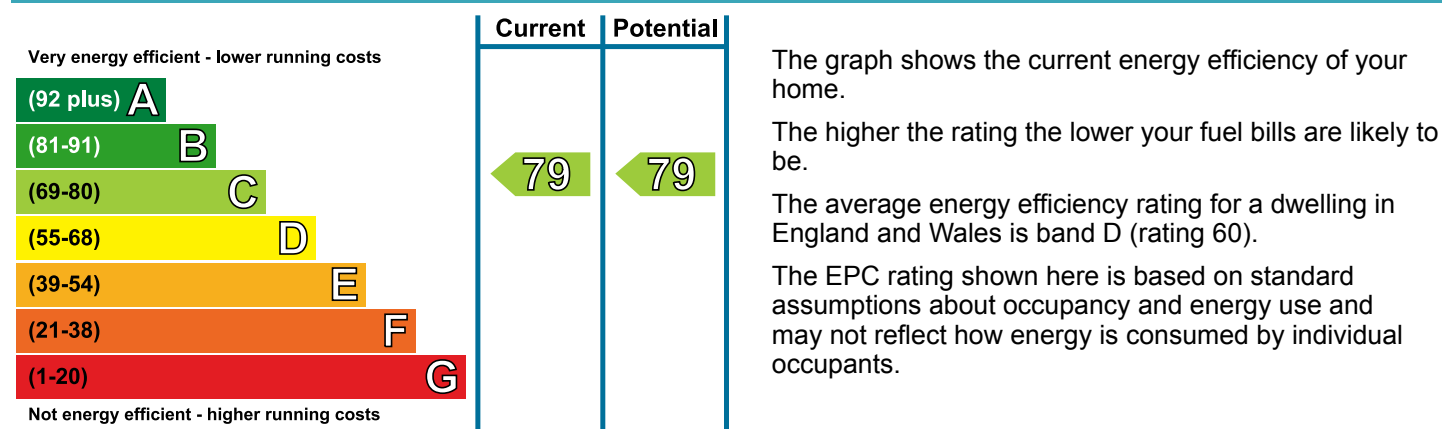 Current Potential
Very energy efficient - lower running costs
(92 plus) A
(81-91) B
(69-80) C
(55-68) D
(39-54) E
(21-38) F
(1-20) G
Not energy efficient - higher running costs
79 79
The graph shows the current energy efficiency of your
home.
The higher the rating the lower your fuel bills are likely to
be.
The average energy efficiency rating for a dwelling in
England and Wales is band D (rating 60).
The EPC rating shown here is based on standard
assumptions about occupancy and energy use and
may not reflect how energy is consumed by individual
occupants.